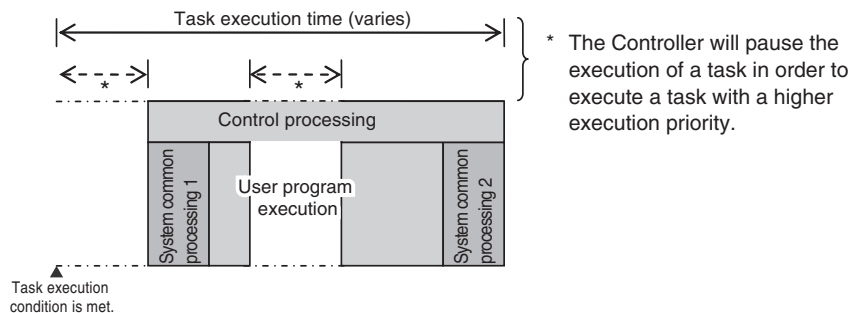 Task execution time (varies)
* The Controller will pause the
execution of a task in order to
execute a task with a higher
execution priority.
*
*
Control processing
System common
processing 1
User program
execution
System common
processing 2
Task execution
condition is met.